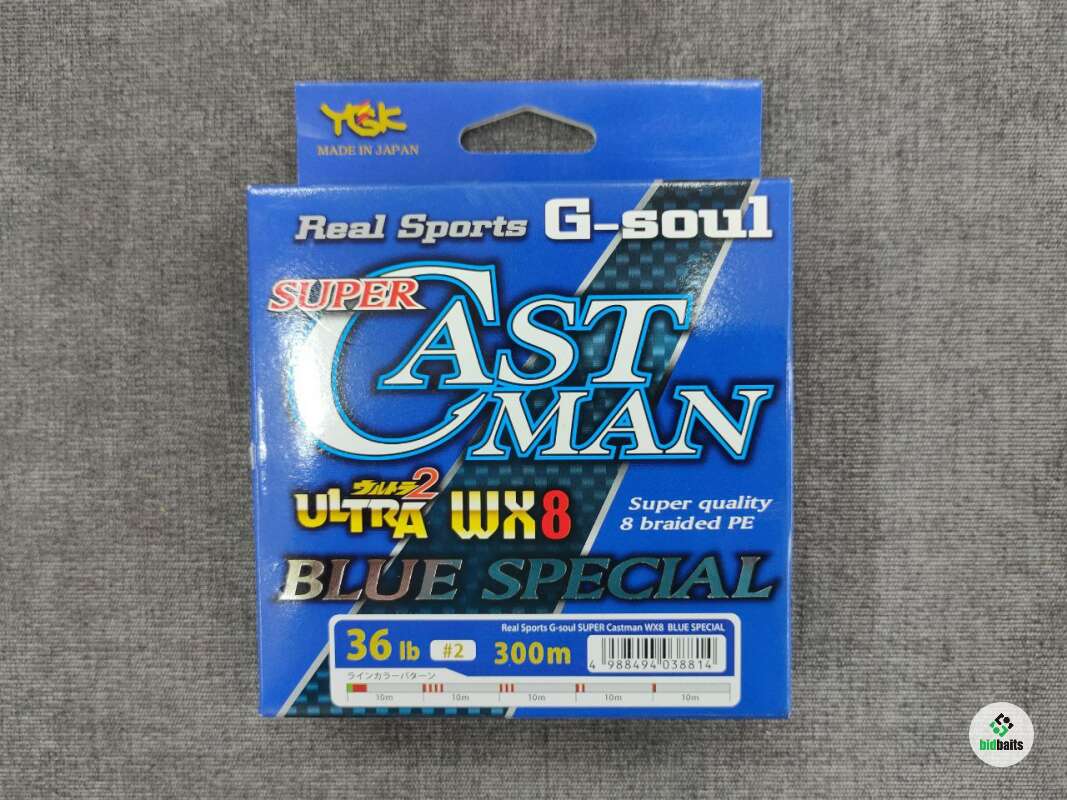 YGK
MADE IN JAPAN
Real Sports G-soul
SUPER
CAST
MAN
ウルトラ2
ULTRA WX8
Super quality
8 braided PE
BLUE SPECIAL
Real Sports G-soul SUPER Castman WX8 BLUE SPECIAL
36 lb #2 300m
4 988494 038814
ラインカラーパターン
10m 10m 10m 10m 10m
bidbaits